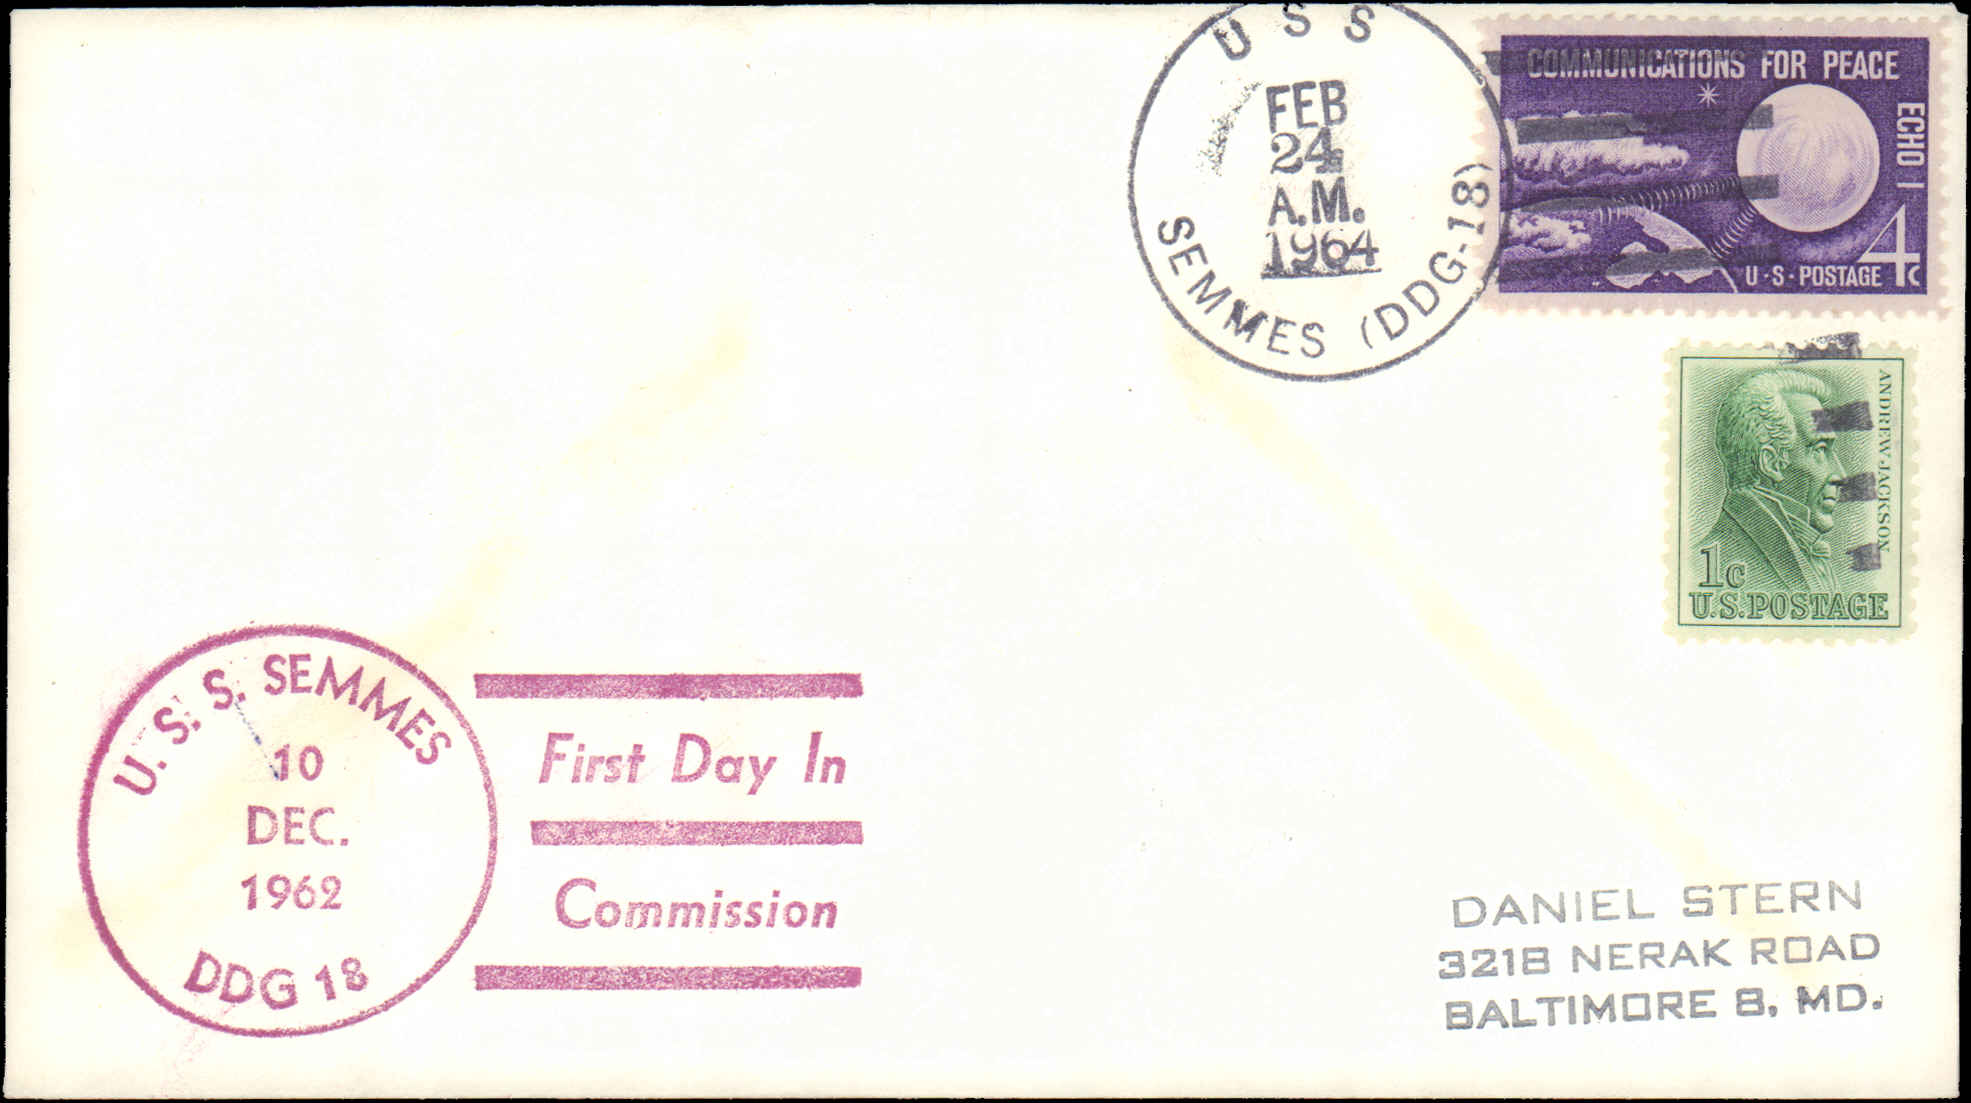 USS
FEB
24
A.M.
1964
SEMMES (DDG-18)
COMMUNICATIONS FOR PEACE
ECHO I
4c
U·S·POSTAGE
ANDREW JACKSON
1c
U.S.POSTAGE
U.S.S. SEMMES
10
DEC.
1962
DDG 18
First Day In
Commission
DANIEL STERN
3218 NERAK ROAD
BALTIMORE 8, MD.